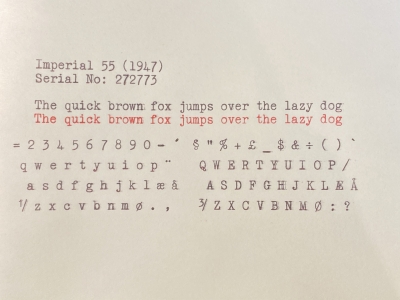 Imperial 55 (1947)
Serial No: 272773
The quick brown fox jumps over the lazy dog
The quick brown fox jumps over the lazy dog
= 2 3 4 5 6 7 8 9 0 - ´ § " % + £ _ $ & ÷ ( ) `
q w e r t y u i o p ¨ Q W E R T Y U I O P /
a s d f g h j k l æ å A S D F G H J K L Æ Å
½ z x c v b n m ø . , ¾ Z X C V B N M Ø : ?